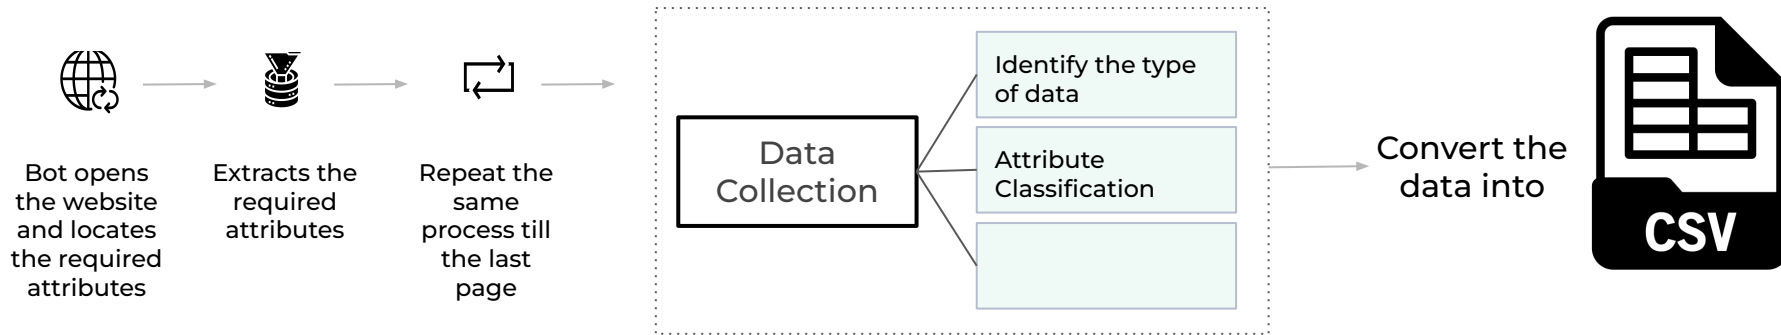 Bot opens
the website
and locates
the required
attributes
Extracts the
required
attributes
Repeat the
same
process till
the last
page
Data
Collection
Identify the type
of data
Attribute
Classification
Convert the
data into
CSV